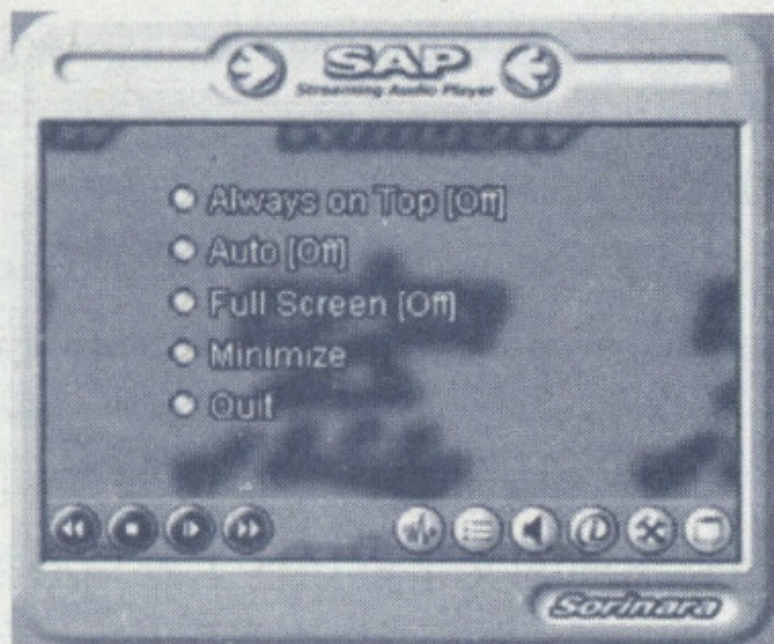 SAP
Streaming Audio Player
Always on Top [Off]
Auto [Off]
Full Screen [Off]
Minimize
Quit
Sorinara